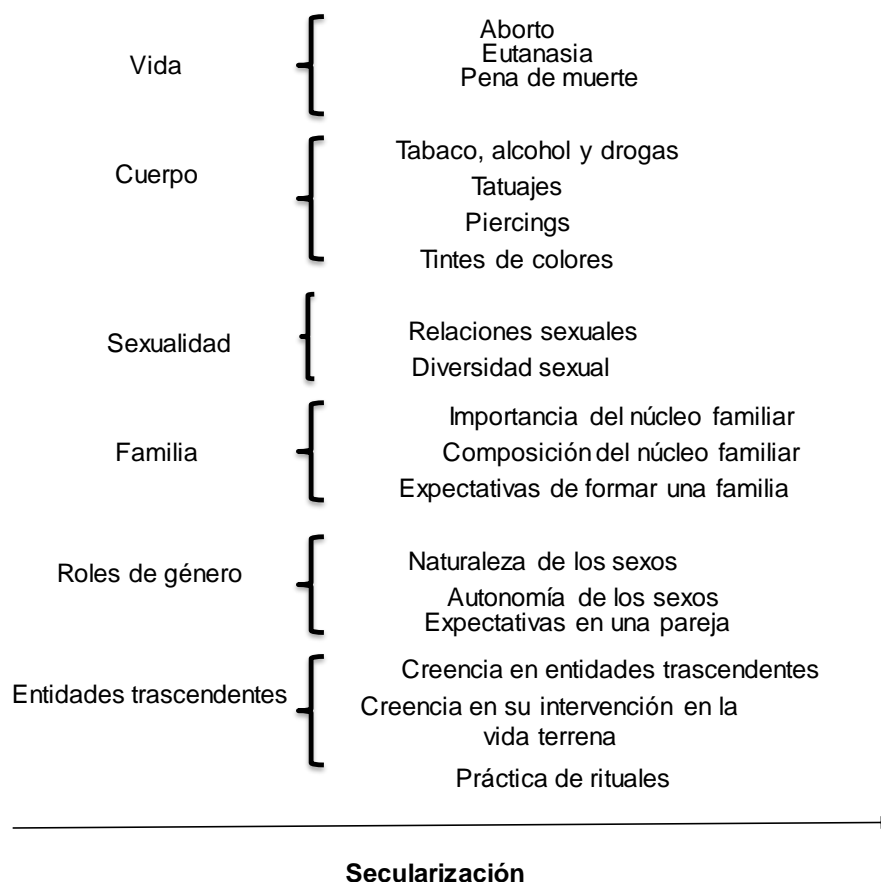 Vida
Aborto
Eutanasia
Pena de muerte
Cuerpo
Tabaco, alcohol y drogas
Tatuajes
Piercings
Tintes de colores
Sexualidad
Relaciones sexuales
Diversidad sexual
Familia
Importancia del núcleo familiar
Composición del núcleo familiar
Expectativas de formar una familia
Roles de género
Naturaleza de los sexos
Autonomía de los sexos
Expectativas en una pareja
Entidades trascendentes
Creencia en entidades trascendentes
Creencia en su intervención en la
vida terrena
Práctica de rituales
Secularización